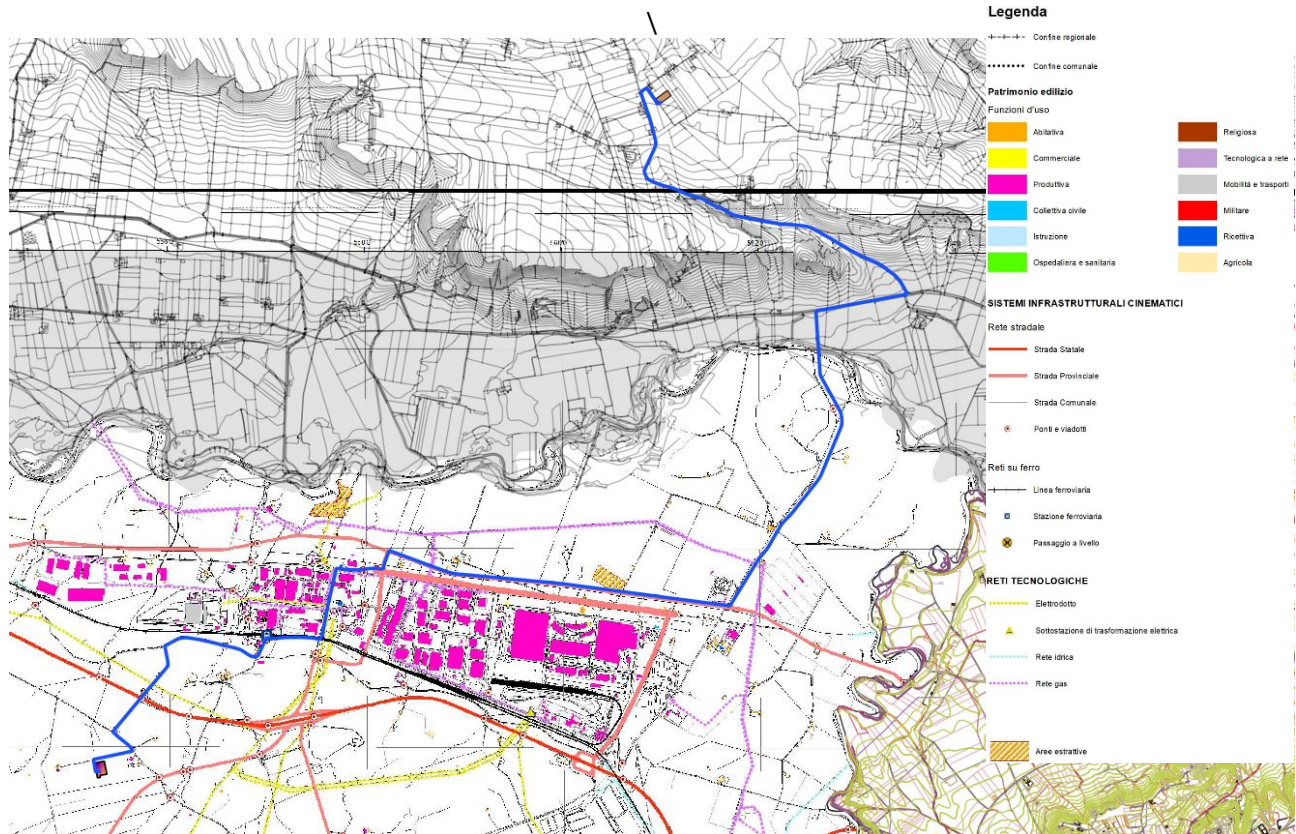 \
Legenda
Confine regionale
Confine comunale
Patrimonio edilizio
Funzioni d'uso
Abitativa
Religiosa
Commerciale
Tecnologica a rete
Produttiva
Mobilità e trasporti
Collettiva civile
Militare
Istruzione
Ricettiva
Ospedaliera e sanitaria
Agricola
SISTEMI INFRASTRUTTURALI CINEMATICI
Rete stradale
Strada Statale
Strada Provinciale
Strada Comunale
Ponti e viadotti
Reti su ferro
Linea ferroviaria
Stazione ferroviaria
Passaggio a livello
RETI TECNOLOGICHE
Elettrodotto
Sottostazione di trasformazione elettrica
Rete idrica
Rete gas
Aree estrattive